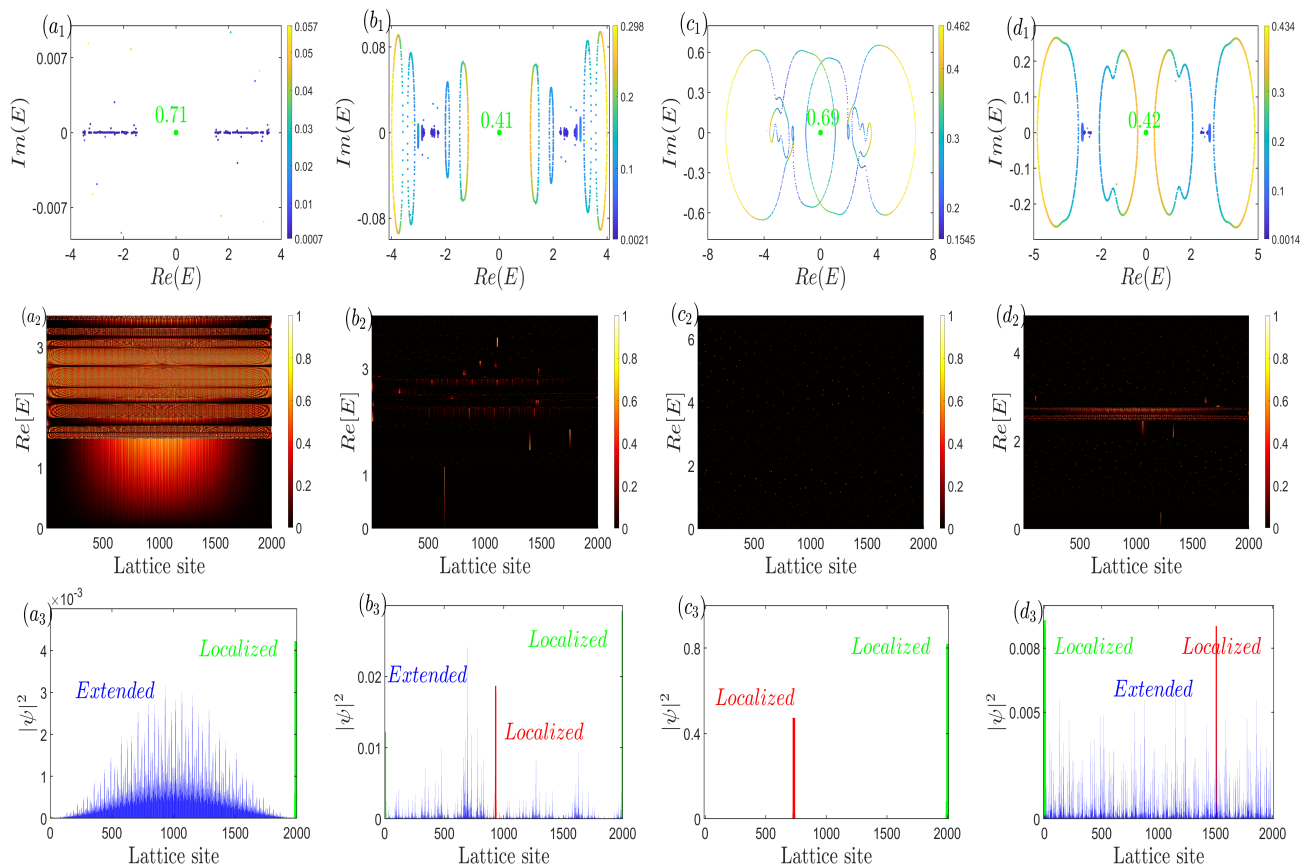 (a1)
0.007
0
-0.007
Im(E)
0.71
-4 -2 0 2 4
Re(E)
0.057
0.05
0.04
0.03
0.02
0.01
0.0007
(b1)
0.08
0
-0.08
Im(E)
0.41
-4 -2 0 2 4
Re(E)
0.298
0.2
0.1
0.0021
(c1)
0.6
0.3
0
-0.3
-0.6
Im(E)
0.69
-8 -4 0 4 8
Re(E)
0.462
0.4
0.3
0.2
0.1545
(d1)
0.2
0.1
0
-0.1
-0.2
Im(E)
0.42
-5 -2 0 2 5
Re(E)
0.434
0.4
0.3
0.2
0.1
0.0014
(a2)
3
2
1
0
Re[E]
500 1000 1500 2000
Lattice site
1
0.8
0.6
0.4
0.2
0
(b2)
3
2
1
0
Re[E]
500 1000 1500 2000
Lattice site
1
0.8
0.6
0.4
0.2
0
(c2)
6
4
2
0
Re[E]
500 1000 1500 2000
Lattice site
1
0.8
0.6
0.4
0.2
0
(d2)
4
2
0
Re[E]
500 1000 1500 2000
Lattice site
1
0.8
0.6
0.4
0.2
0
(a3)
×10⁻³
4
3
2
1
0
|ψ|²
Localized
Extended
0 500 1000 1500 2000
Lattice site
(b3)
0.03
0.02
0.01
0
|ψ|²
Localized
Extended
Localized
0 500 1000 1500 2000
Lattice site
(c3)
0.8
0.4
0
|ψ|²
Localized
Localized
0 500 1000 1500 2000
Lattice site
(d3)
0.008
0.005
0
|ψ|²
Localized
Localized
Extended
0 500 1000 1500 2000
Lattice site